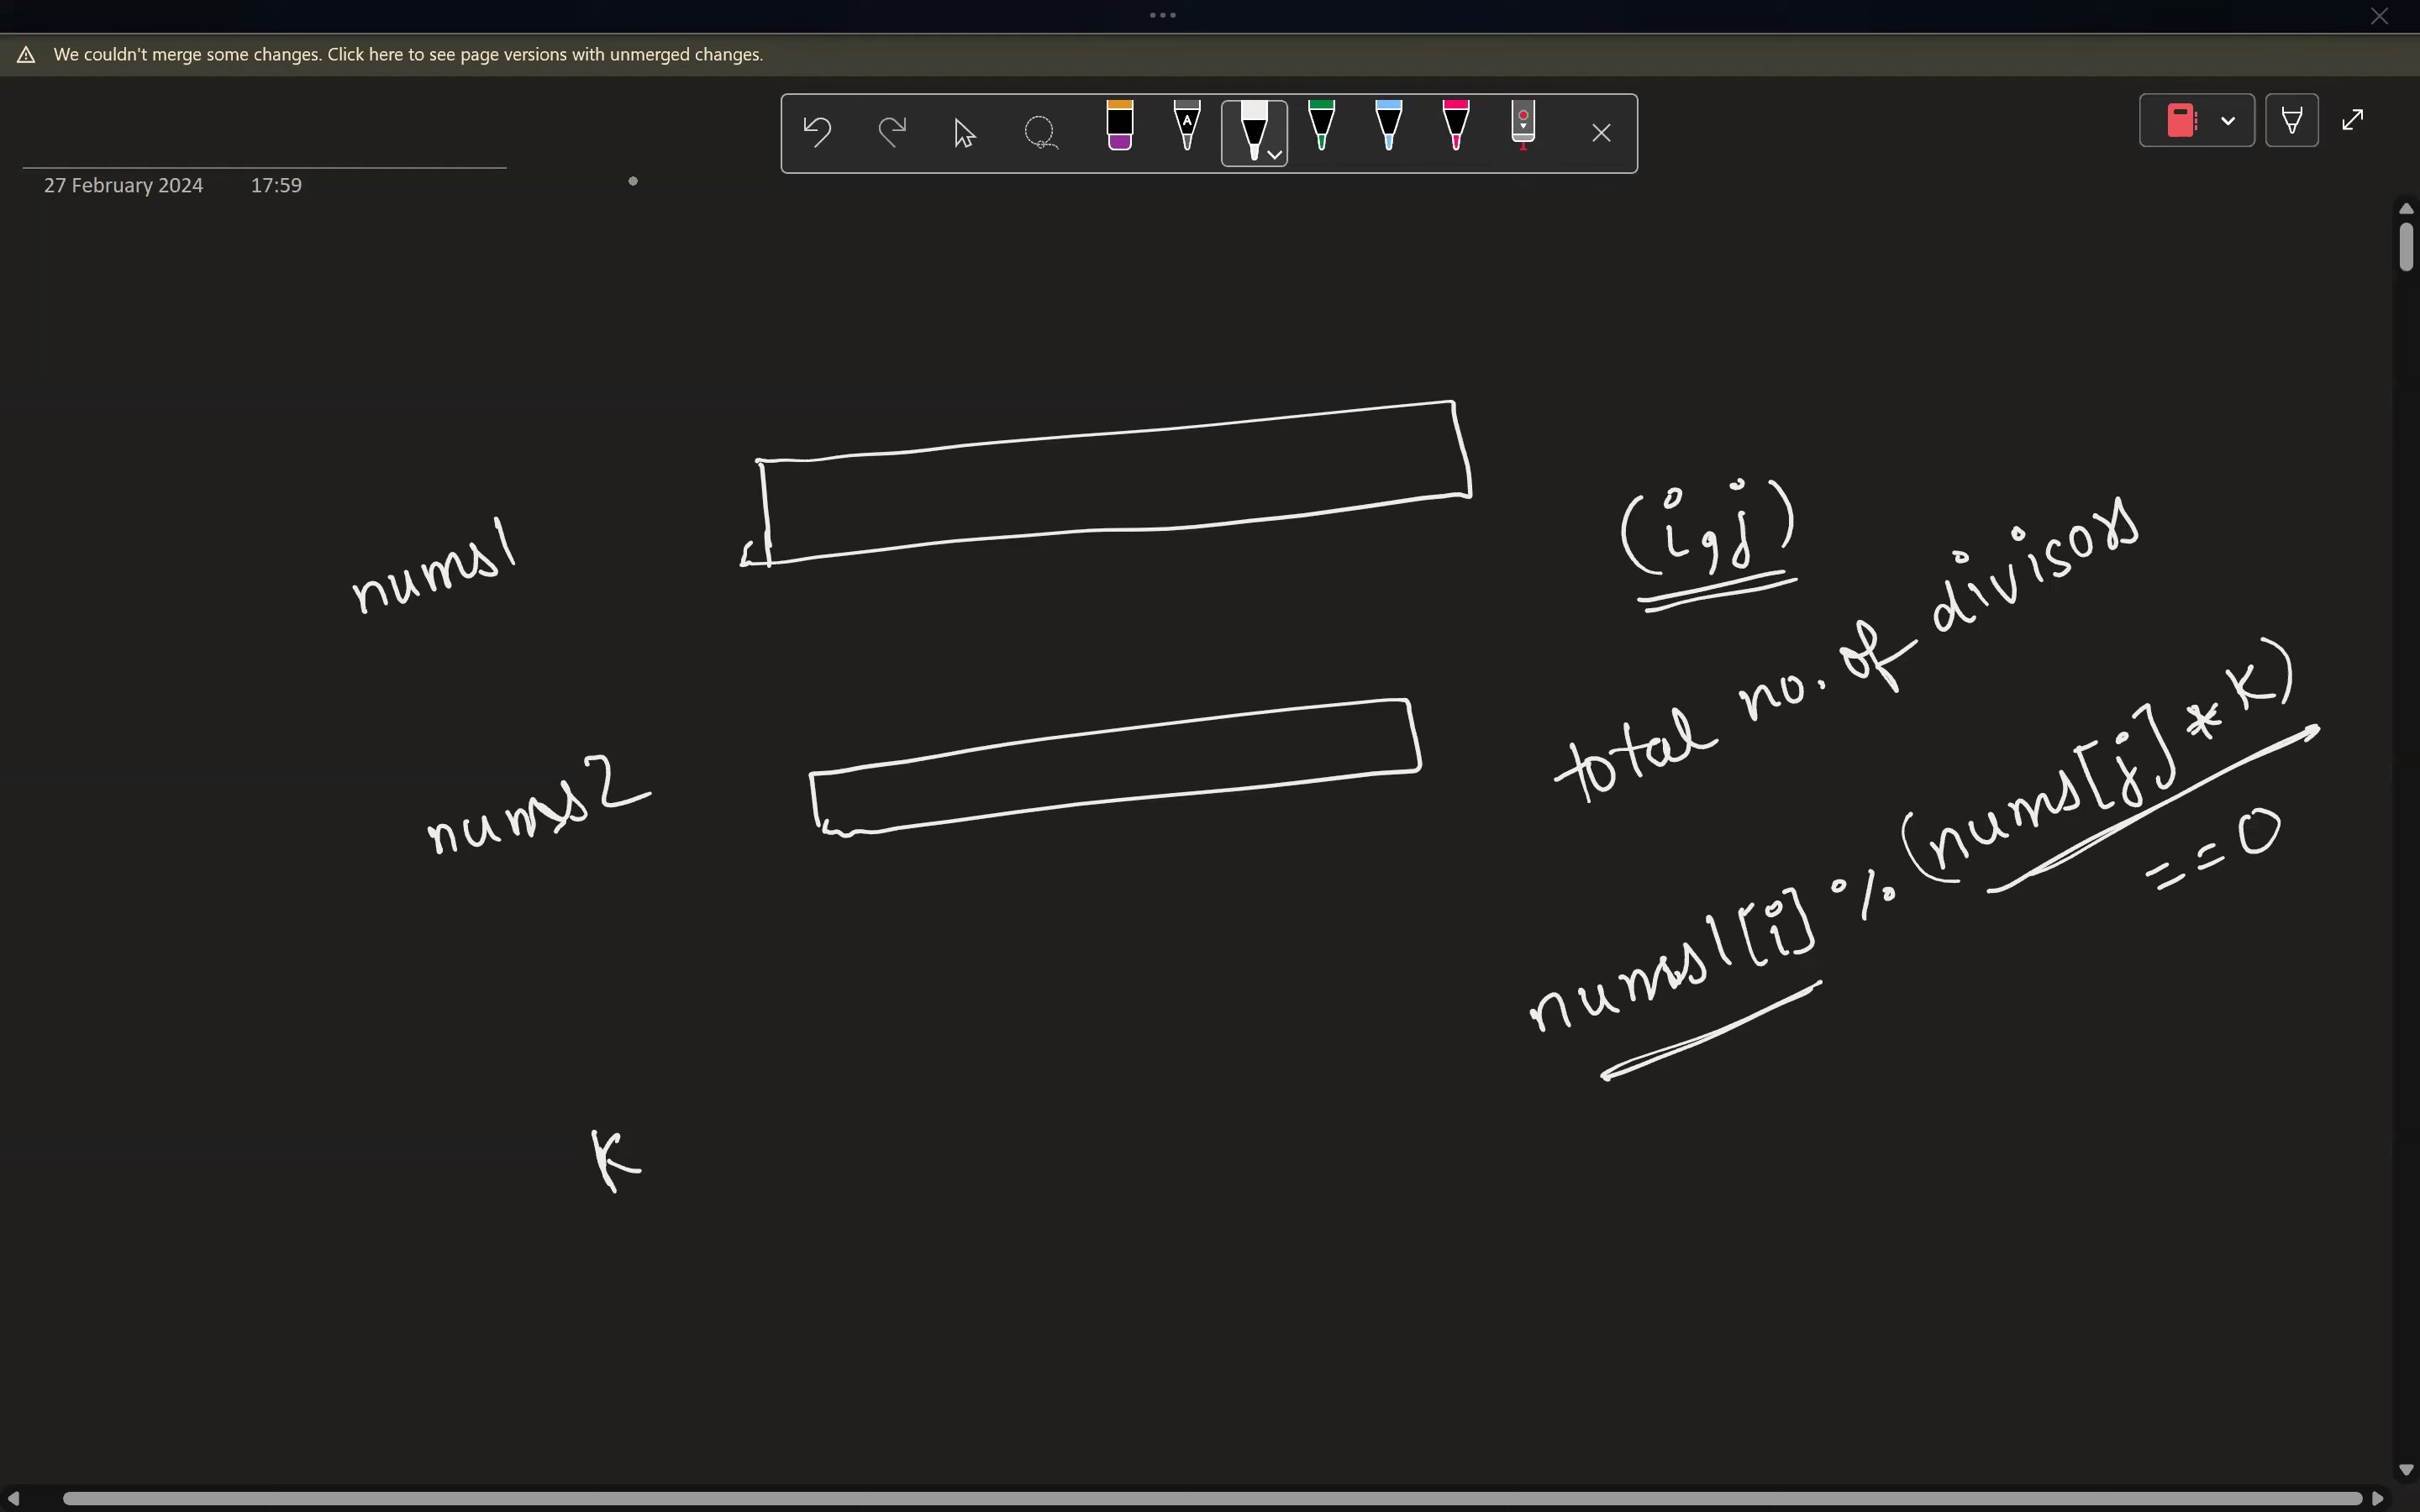 We couldn't merge some changes. Click here to see page versions with unmerged changes.
A
27 February 2024 17:59
nums1
(i,j)
total no. of divisors
nums2
nums1[i] % (nums[j] * K)
==0
K